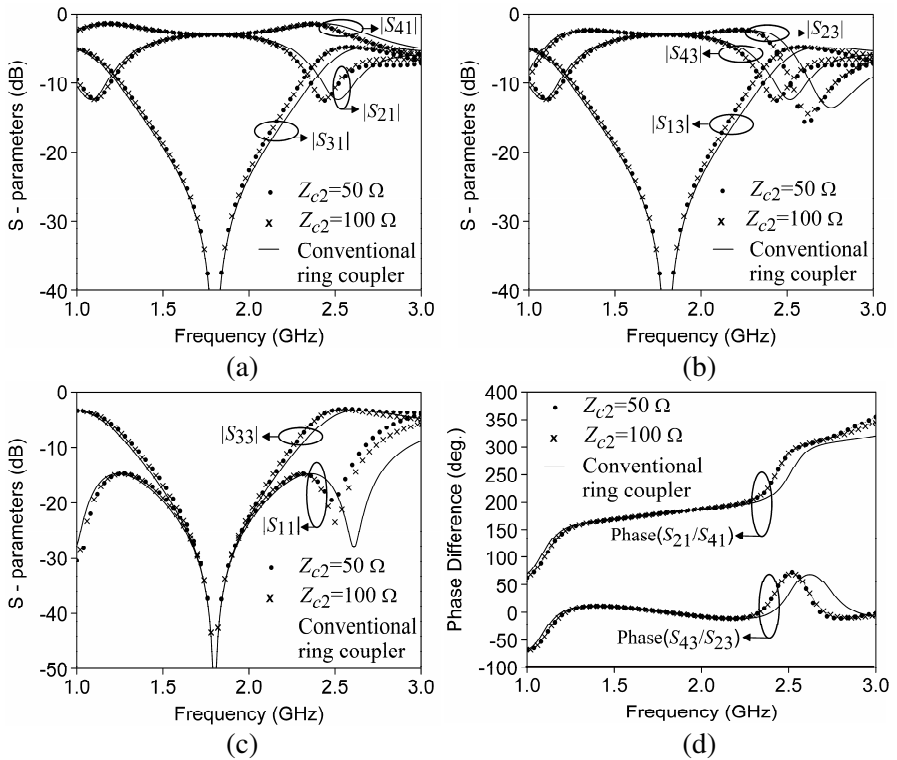 0
-10
-20
-30
-40
S - parameters (dB)
|S41|
|S21|
|S31|
Zc2=50 Ω
Zc2=100 Ω
Conventional
ring coupler
1.0 1.5 2.0 2.5 3.0
Frequency (GHz)
(a)
0
-10
-20
-30
-40
S - parameters (dB)
|S23|
|S43|
|S13|
Zc2=50 Ω
Zc2=100 Ω
Conventional
ring coupler
1.0 1.5 2.0 2.5 3.0
Frequency (GHz)
(b)
0
-10
-20
-30
-40
-50
S - parameters (dB)
|S33|
|S11|
Zc2=50 Ω
Zc2=100 Ω
Conventional
ring coupler
1.0 1.5 2.0 2.5 3.0
Frequency (GHz)
(c)
400
350
300
250
200
150
100
50
0
-50
-100
Phase Difference (deg.)
Zc2=50 Ω
Zc2=100 Ω
Conventional
ring coupler
Phase(S21/S41)
Phase(S43/S23)
1.0 1.5 2.0 2.5 3.0
Frequency (GHz)
(d)